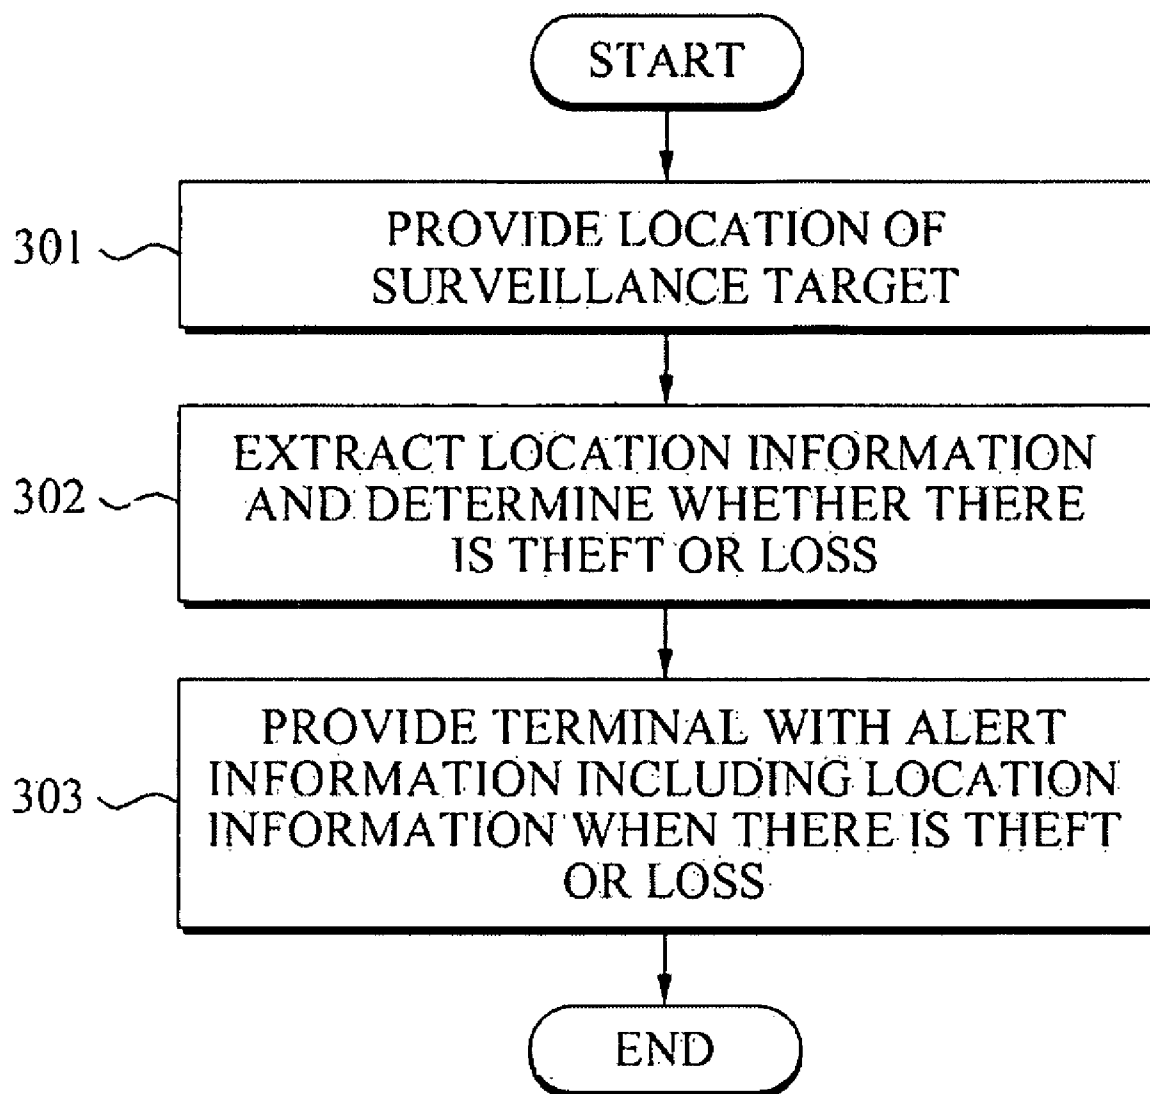 START
301
PROVIDE LOCATION OF
SURVEILLANCE TARGET
302
EXTRACT LOCATION INFORMATION
AND DETERMINE WHETHER THERE
IS THEFT OR LOSS
303
PROVIDE TERMINAL WITH ALERT
INFORMATION INCLUDING LOCATION
INFORMATION WHEN THERE IS THEFT
OR LOSS
END